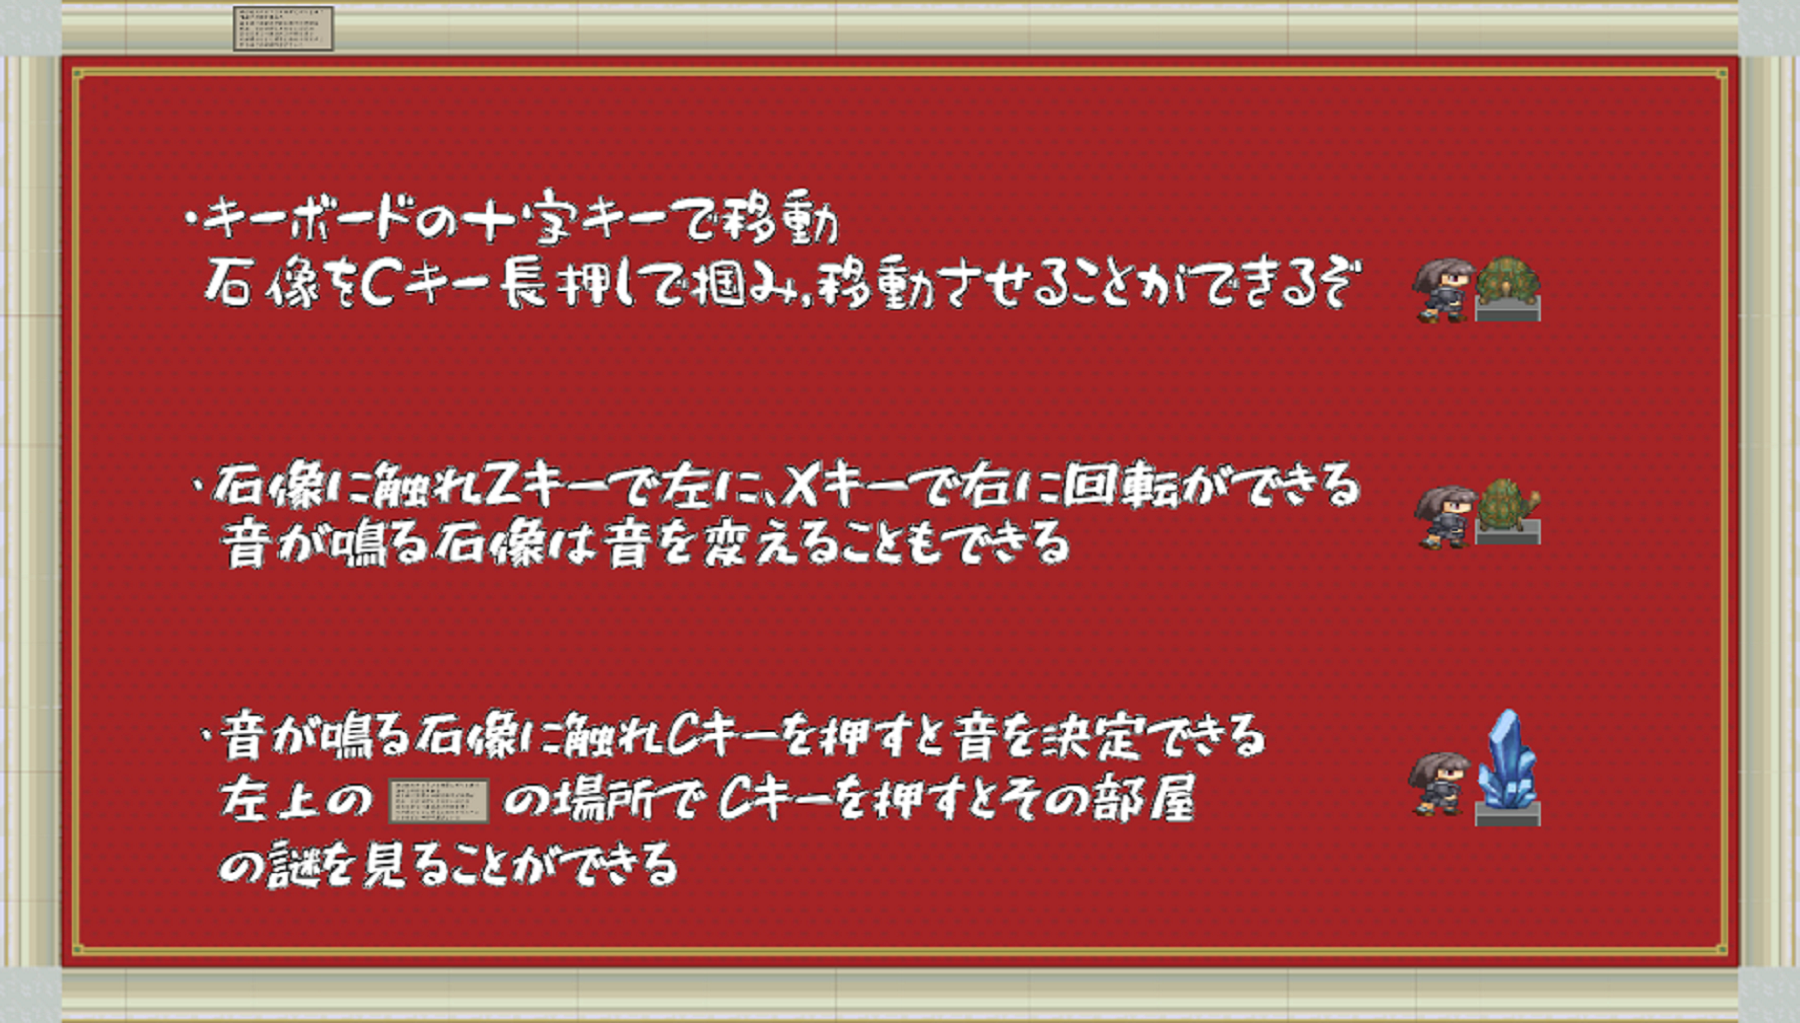 ・キーボードの十字キーで移動
石像をCキー長押しで掴み,移動させることができるぞ
・石像に触れZキーで左に、Xキーで右に回転ができる
音が鳴る石像は音を変えることもできる
・音が鳴る石像に触れCキーを押すと音を決定できる
左上の の場所でCキーを押すとその部屋
の謎を見ることができる